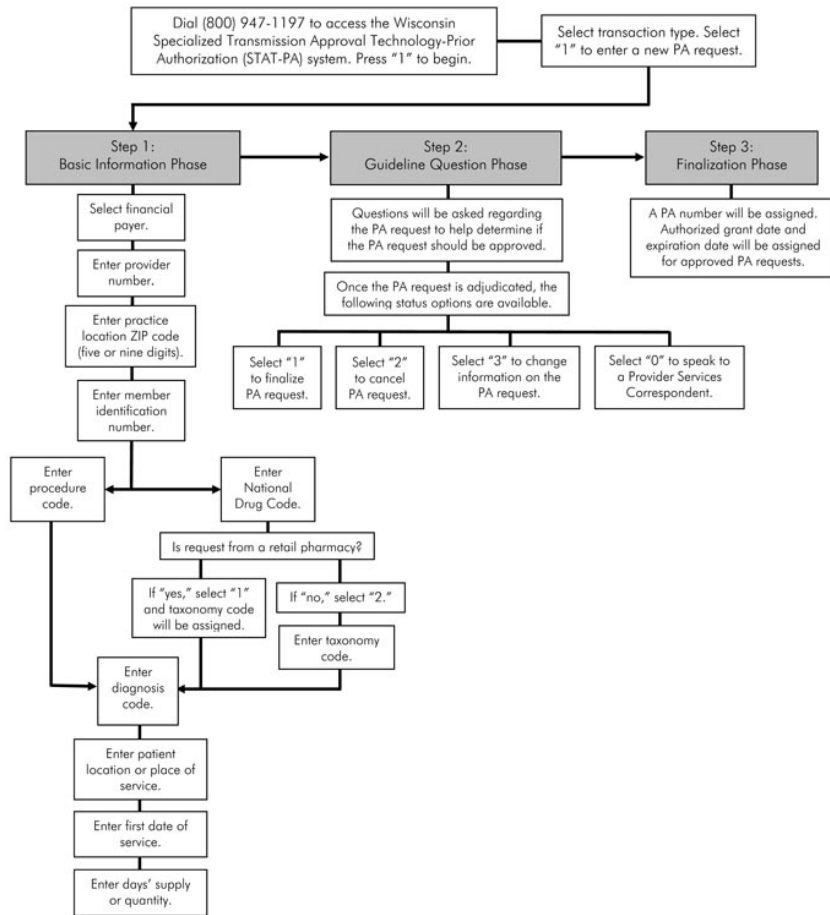 Dial (800) 947-1197 to access the Wisconsin
Specialized Transmission Approval Technology-Prior
Authorization (STAT-PA) system. Press “1” to begin.
Select transaction type. Select
“1” to enter a new PA request.
Step 1:
Basic Information Phase
Select financial
payer.
Enter provider
number.
Enter practice
location ZIP code
(five or nine digits).
Enter member
identification
number.
Enter
procedure
code.
Enter
National
Drug Code.
Is request from a retail pharmacy?
If “yes,” select “1”
and taxonomy code
will be assigned.
If “no,” select “2.”
Enter taxonomy
code.
Enter
diagnosis
code.
Enter patient
location or place of
service.
Enter first date of
service.
Enter days’ supply
or quantity.
Step 2:
Guideline Question Phase
Questions will be asked regarding
the PA request to help determine if
the PA request should be approved.
Once the PA request is adjudicated, the
following status options are available.
Select “1”
to finalize
PA request.
Select “2”
to cancel
PA request.
Select “3” to change
information on the
PA request.
Select “0” to speak to
a Provider Services
Correspondent.
Step 3:
Finalization Phase
A PA number will be assigned.
Authorized grant date and
expiration date will be assigned
for approved PA requests.